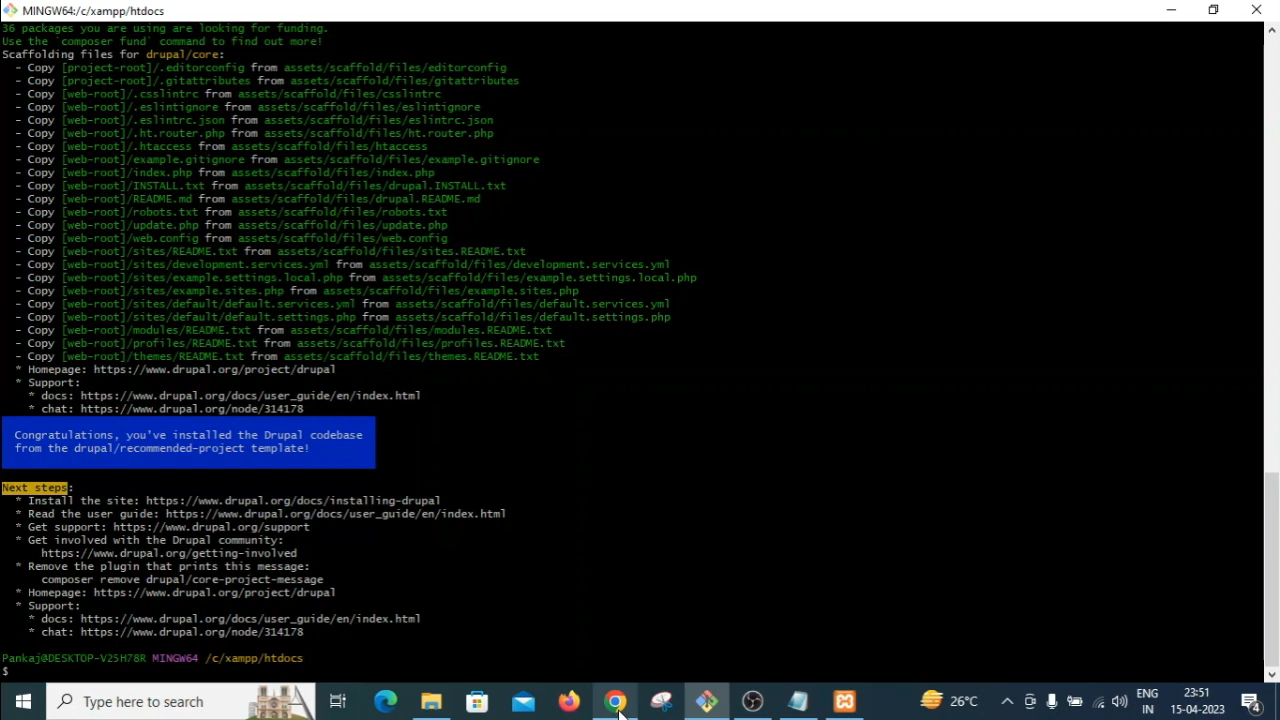 MINGW64:/c/xampp/htdocs
36 packages you are using are looking for funding.
Use the `composer fund` command to find out more!
Scaffolding files for drupal/core:
- Copy [project-root]/.editorconfig from assets/scaffold/files/editorconfig
- Copy [project-root]/.gitattributes from assets/scaffold/files/gitattributes
- Copy [web-root]/.csslintrc from assets/scaffold/files/csslintrc
- Copy [web-root]/.eslintignore from assets/scaffold/files/eslintignore
- Copy [web-root]/.eslintrc.json from assets/scaffold/files/eslintrc.json
- Copy [web-root]/.ht.router.php from assets/scaffold/files/ht.router.php
- Copy [web-root]/.htaccess from assets/scaffold/files/htaccess
- Copy [web-root]/example.gitignore from assets/scaffold/files/example.gitignore
- Copy [web-root]/index.php from assets/scaffold/files/index.php
- Copy [web-root]/INSTALL.txt from assets/scaffold/files/drupal.INSTALL.txt
- Copy [web-root]/README.md from assets/scaffold/files/drupal.README.md
- Copy [web-root]/robots.txt from assets/scaffold/files/robots.txt
- Copy [web-root]/update.php from assets/scaffold/files/update.php
- Copy [web-root]/web.config from assets/scaffold/files/web.config
- Copy [web-root]/sites/README.txt from assets/scaffold/files/sites.README.txt
- Copy [web-root]/sites/development.services.yml from assets/scaffold/files/development.services.yml
- Copy [web-root]/sites/example.settings.local.php from assets/scaffold/files/example.settings.local.php
- Copy [web-root]/sites/example.sites.php from assets/scaffold/files/example.sites.php
- Copy [web-root]/sites/default/default.services.yml from assets/scaffold/files/default.services.yml
- Copy [web-root]/sites/default/default.settings.php from assets/scaffold/files/default.settings.php
- Copy [web-root]/modules/README.txt from assets/scaffold/files/modules.README.txt
- Copy [web-root]/profiles/README.txt from assets/scaffold/files/profiles.README.txt
- Copy [web-root]/themes/README.txt from assets/scaffold/files/themes.README.txt
* Homepage: https://www.drupal.org/project/drupal
* Support:
* docs: https://www.drupal.org/docs/user_guide/en/index.html
* chat: https://www.drupal.org/node/314178
Congratulations, you've installed the Drupal codebase
from the drupal/recommended-project template!
Next steps:
* Install the site: https://www.drupal.org/docs/installing-drupal
* Read the user guide: https://www.drupal.org/docs/user_guide/en/index.html
* Get support: https://www.drupal.org/support
* Get involved with the Drupal community:
https://www.drupal.org/getting-involved
* Remove the plugin that prints this message:
composer remove drupal/core-project-message
* Homepage: https://www.drupal.org/project/drupal
* Support:
* docs: https://www.drupal.org/docs/user_guide/en/index.html
* chat: https://www.drupal.org/node/314178
Pankaj@DESKTOP-V25H78R MINGW64 /c/xampp/htdocs
$
Type here to search
26°C
ENG
IN
23:51
15-04-2023
4